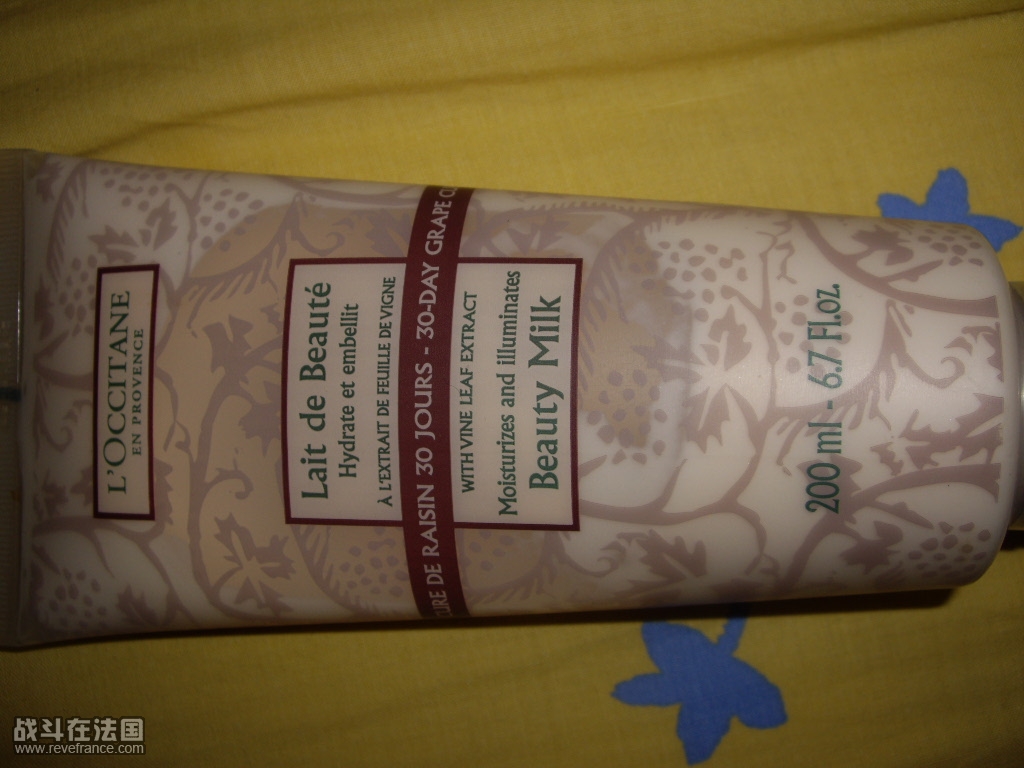 L'OCCITANE
EN PROVENCE
Lait de Beauté
Hydrate et embellit
À L'EXTRAIT DE FEUILLE DE VIGNE
CURE DE RAISIN 30 JOURS - 30-DAY GRAPE
WITH VINE LEAF EXTRACT
Moisturizes and illuminates
Beauty Milk
200 ml - 6.7 Fl.oz.
战斗在法国
www.revefrance.com